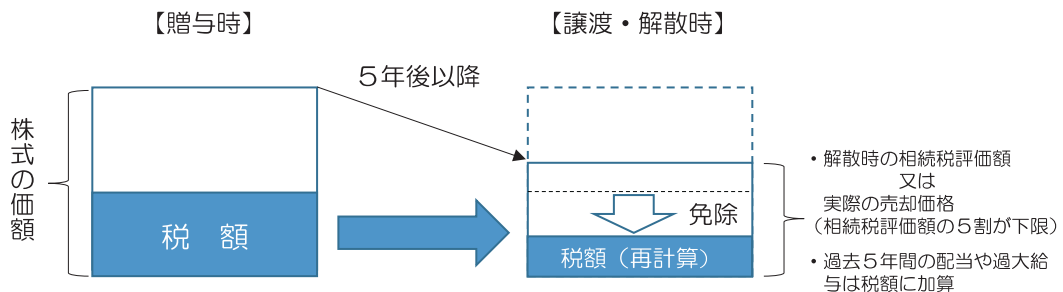 【贈与時】
【譲渡・解散時】
５年後以降
株式の価額
税　額
免除
税額（再計算）
・解散時の相続税評価額
又は
実際の売却価格
（相続税評価額の５割が下限）
・過去５年間の配当や過大給
与は税額に加算